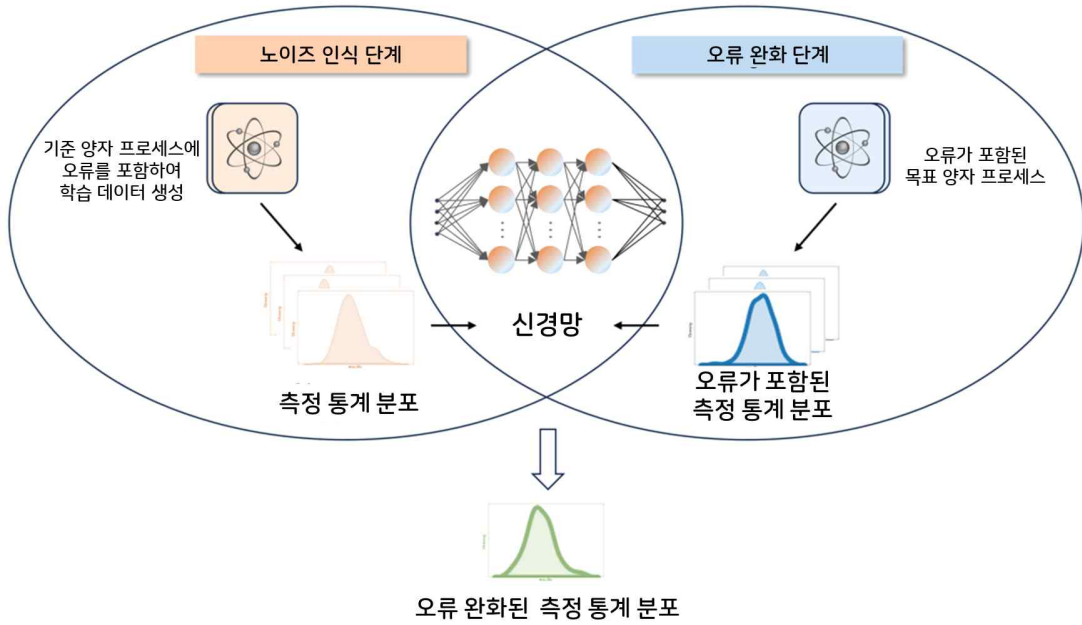 노이즈 인식 단계
오류 완화 단계
기준 양자 프로세스에
오류를 포함하여
학습 데이터 생성
오류가 포함된
목표 양자 프로세스
신경망
측정 통계 분포
오류가 포함된
측정 통계 분포
오류 완화된 측정 통계 분포